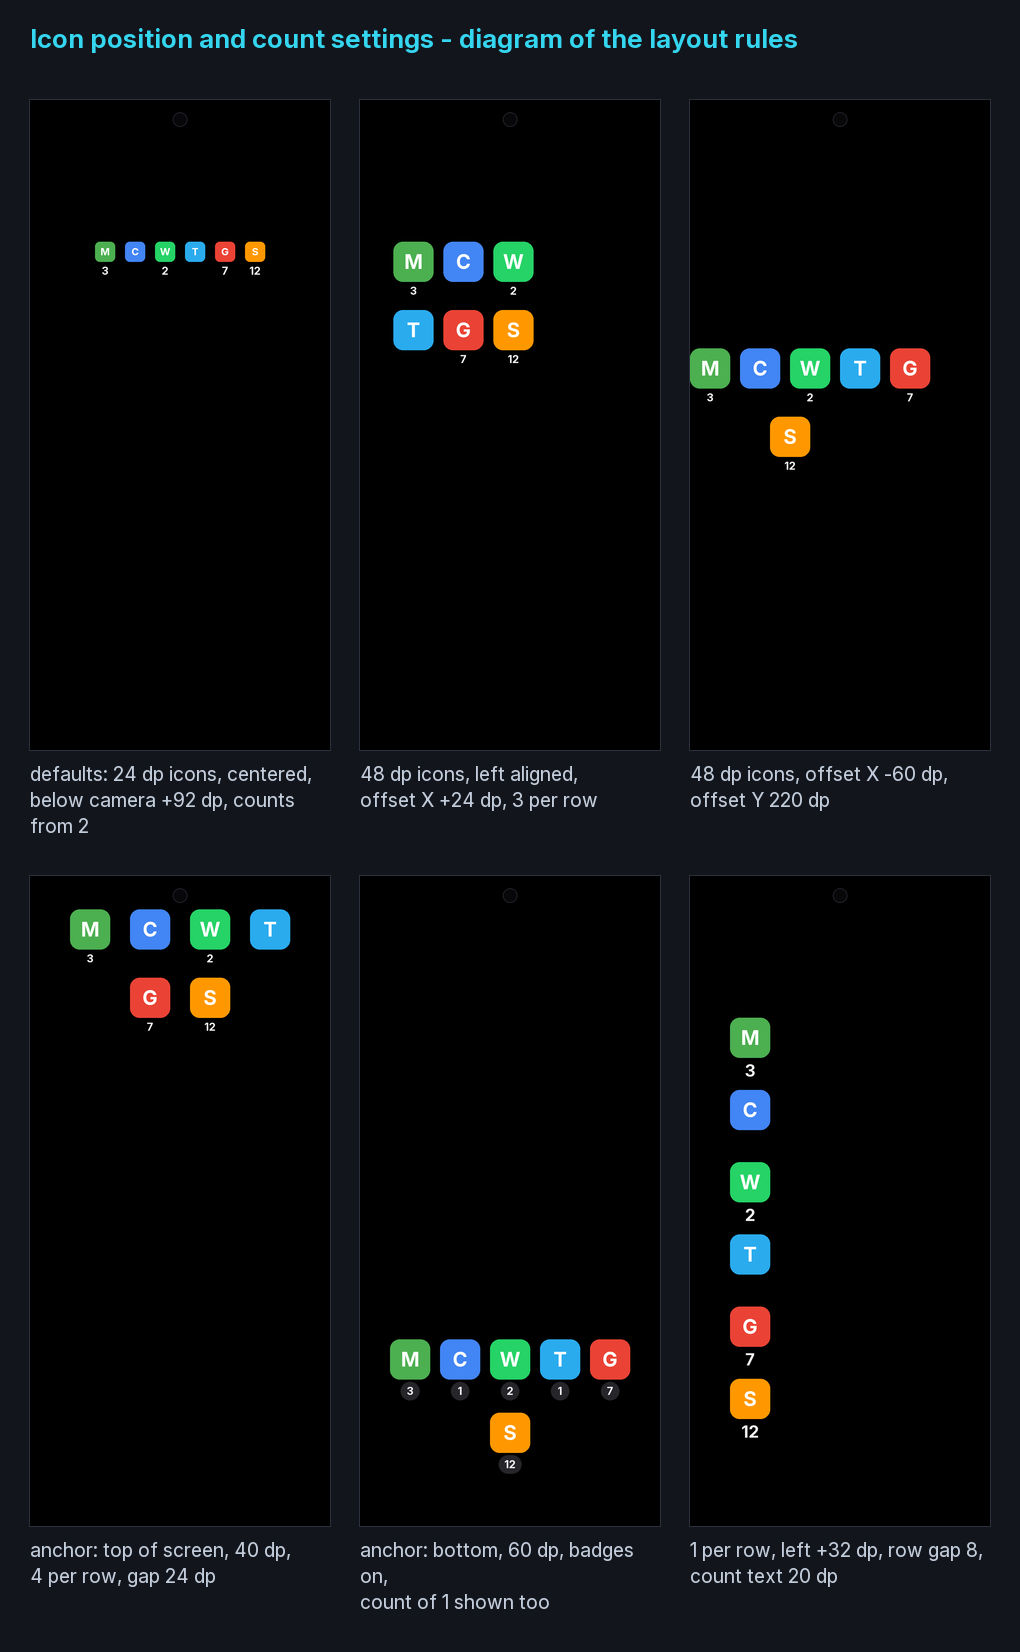 Icon position and count settings - diagram of the layout rules
M C W T G S
3 2 7 12
M C W
3 2
T G S
7 12
M C W T G
3 2 7
S
12
defaults: 24 dp icons, centered,
below camera +92 dp, counts
from 2
48 dp icons, left aligned,
offset X +24 dp, 3 per row
48 dp icons, offset X -60 dp,
offset Y 220 dp
M C W T
3 2
G S
7 12
M C W T G
3 1 2 1 7
S
12
M
3
C
W
2
T
G
7
S
12
anchor: top of screen, 40 dp,
4 per row, gap 24 dp
anchor: bottom, 60 dp, badges
on,
count of 1 shown too
1 per row, left +32 dp, row gap 8,
count text 20 dp